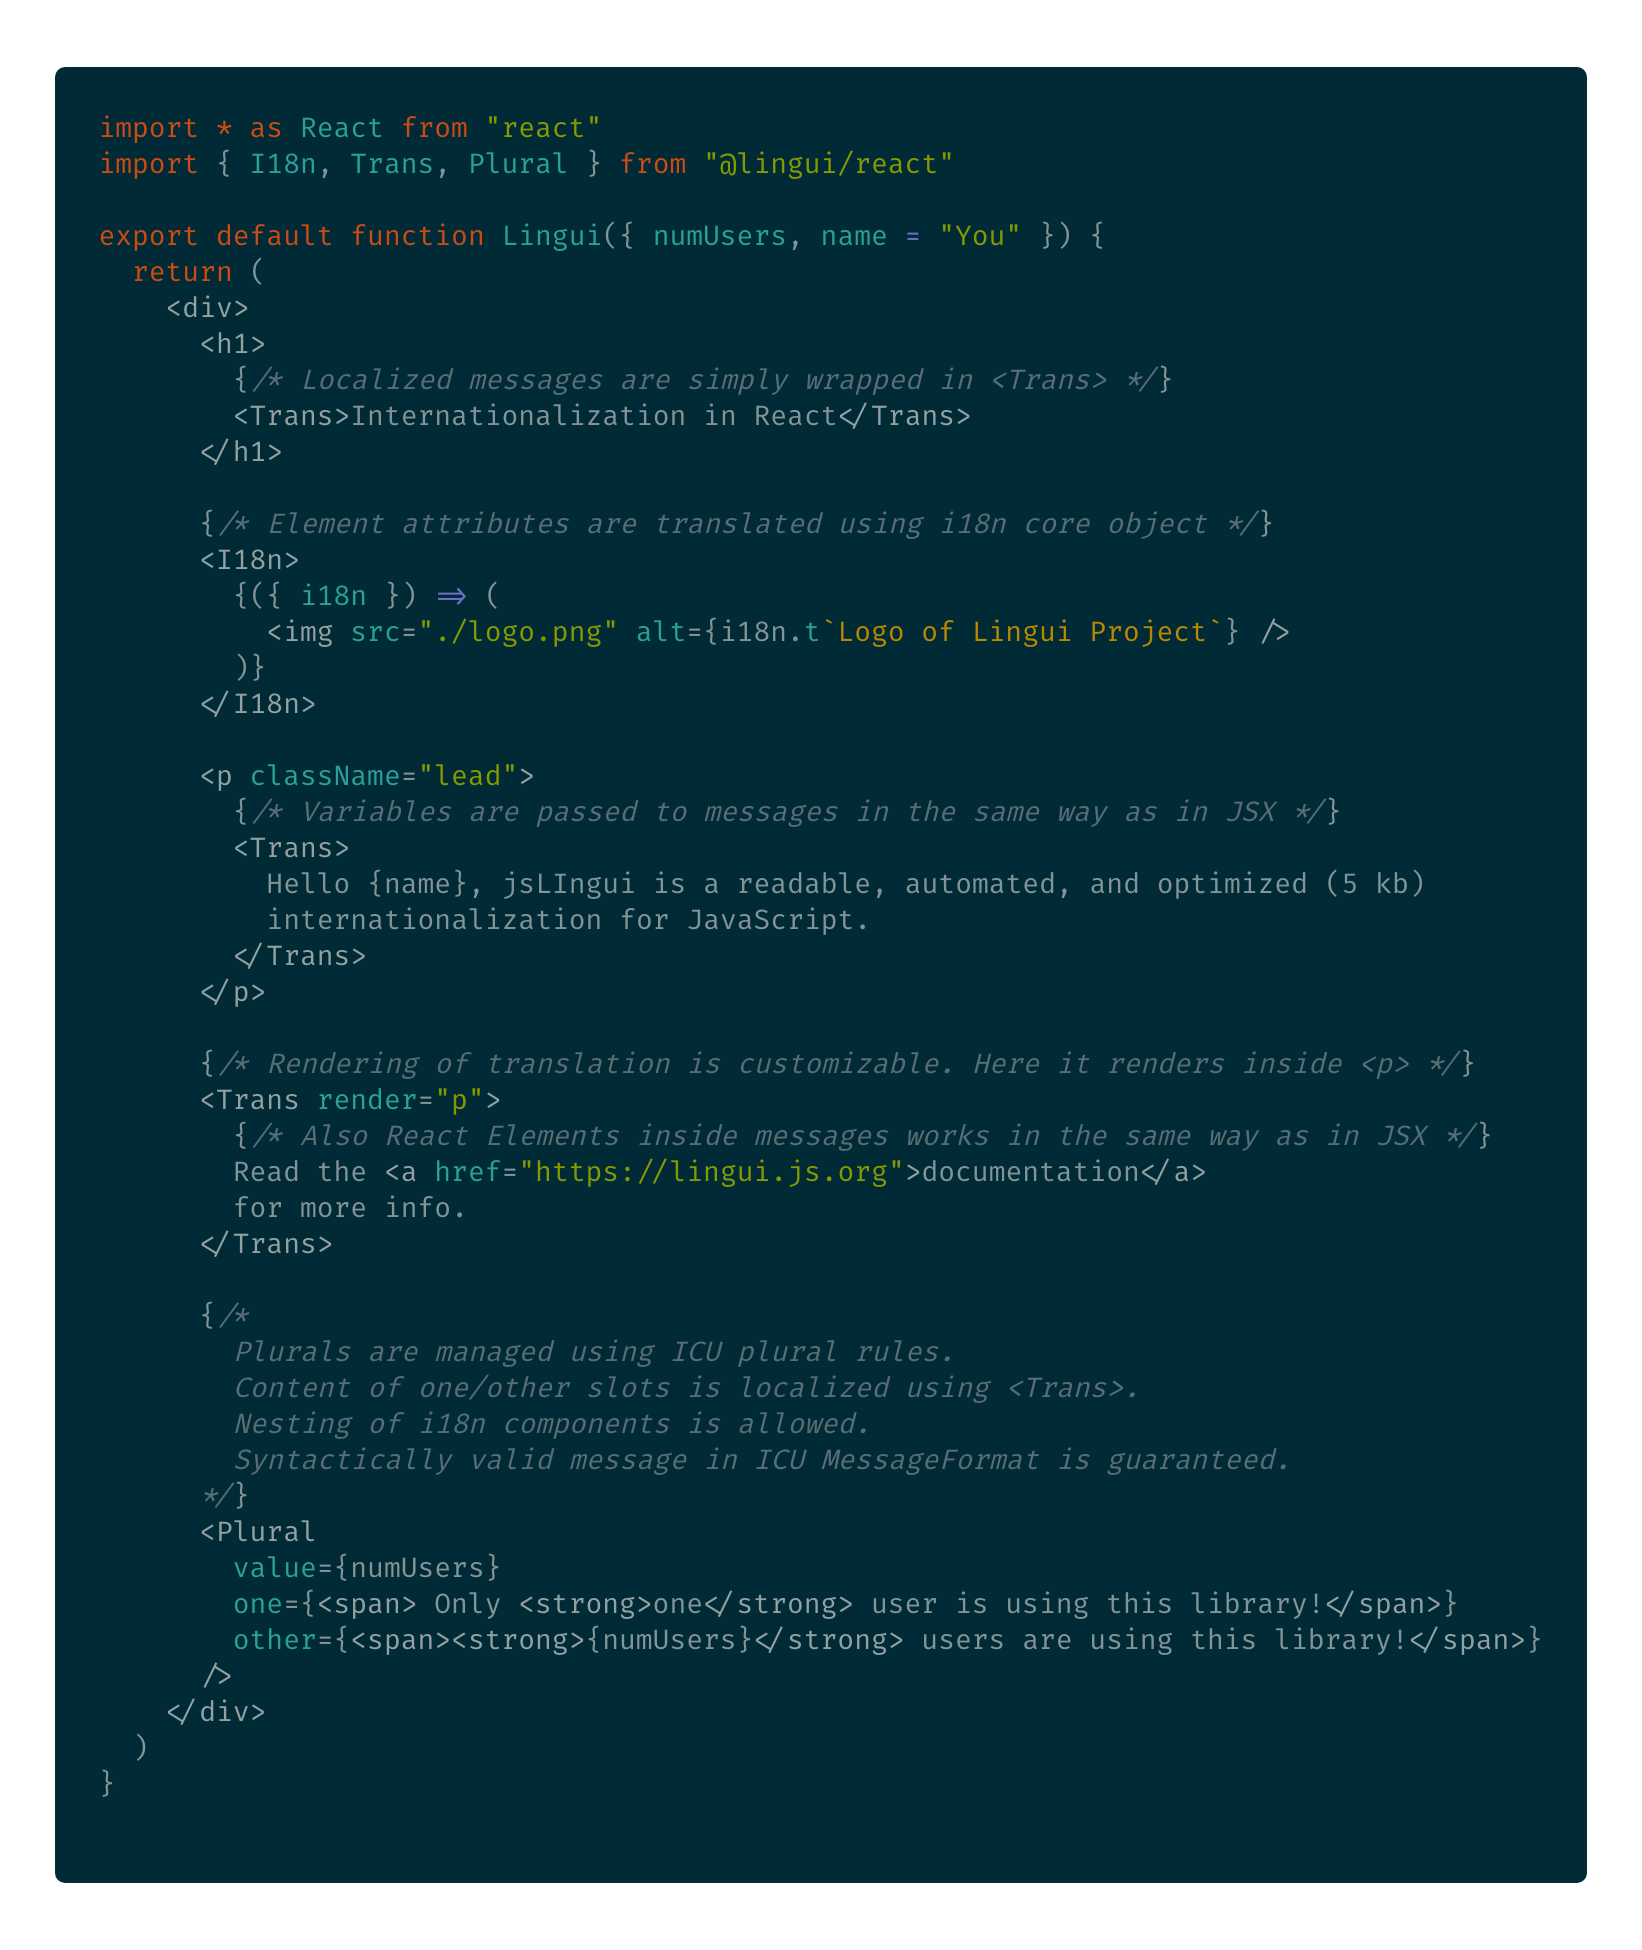 import * as React from "react"
import { I18n, Trans, Plural } from "@lingui/react"

export default function Lingui({ numUsers, name = "You" }) {
  return (
    <div>
      <h1>
        {/* Localized messages are simply wrapped in <Trans> */}
        <Trans>Internationalization in React</Trans>
      </h1>

      {/* Element attributes are translated using i18n core object */}
      <I18n>
        {({ i18n }) => (
          <img src="./logo.png" alt={i18n.t`Logo of Lingui Project`} />
        )}
      </I18n>

      <p className="lead">
        {/* Variables are passed to messages in the same way as in JSX */}
        <Trans>
          Hello {name}, jsLIngui is a readable, automated, and optimized (5 kb)
          internationalization for JavaScript.
        </Trans>
      </p>

      {/* Rendering of translation is customizable. Here it renders inside <p> */}
      <Trans render="p">
        {/* Also React Elements inside messages works in the same way as in JSX */}
        Read the <a href="https://lingui.js.org">documentation</a>
        for more info.
      </Trans>

      {/*
        Plurals are managed using ICU plural rules.
        Content of one/other slots is localized using <Trans>.
        Nesting of i18n components is allowed.
        Syntactically valid message in ICU MessageFormat is guaranteed.
      */}
      <Plural
        value={numUsers}
        one={<span> Only <strong>one</strong> user is using this library!</span>}
        other={<span><strong>{numUsers}</strong> users are using this library!</span>}
      />
    </div>
  )
}